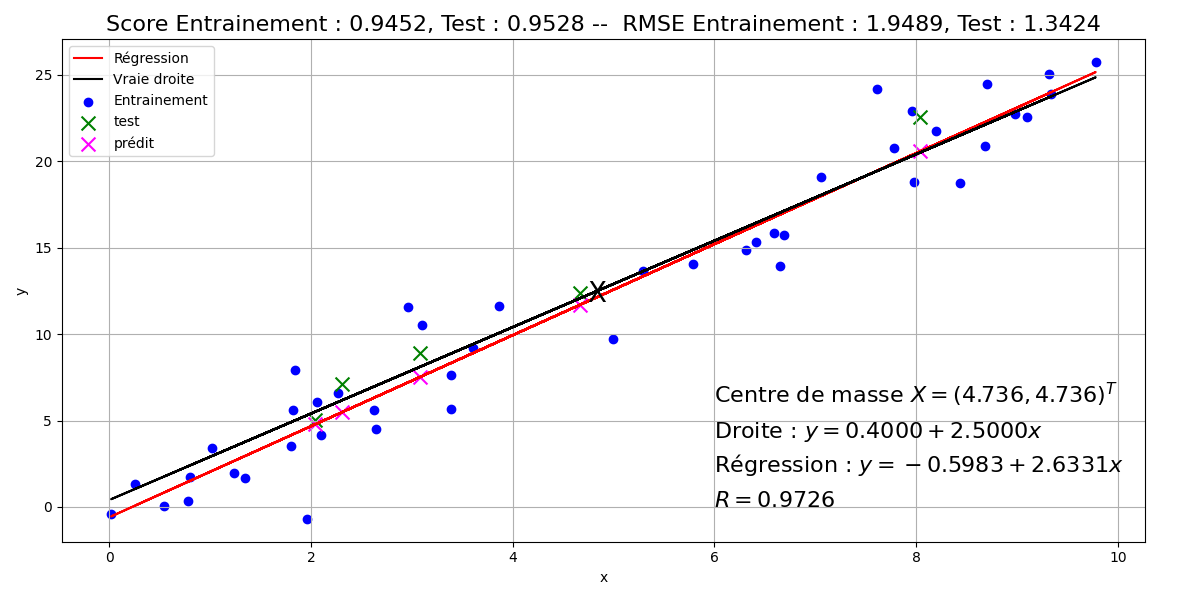 Score Entrainement : 0.9452, Test : 0.9528 --  RMSE Entrainement : 1.9489, Test : 1.3424
Régression
Vraie droite
Entrainement
test
prédit
25
20
15
10
5
0
y
Centre de masse X = (4.736, 4.736)^T
Droite : y = 0.4000 + 2.5000x
Régression : y = −0.5983 + 2.6331x
R = 0.9726
0 2 4 6 8 10
x